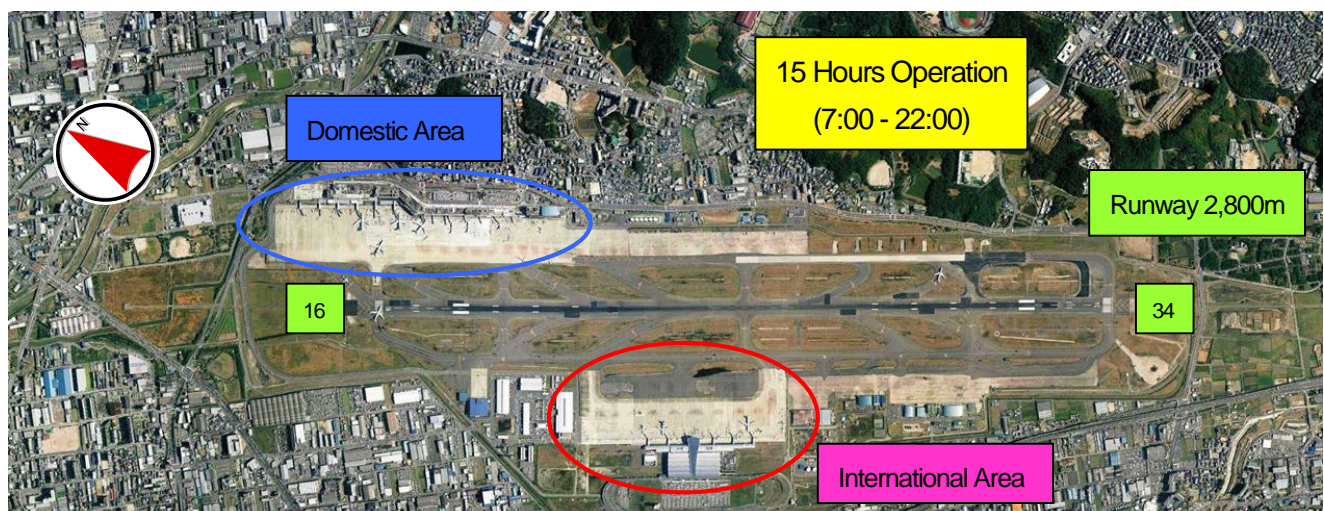 15 Hours Operation
(7:00 - 22:00)
N
Domestic Area
Runway 2,800m
16
34
International Area